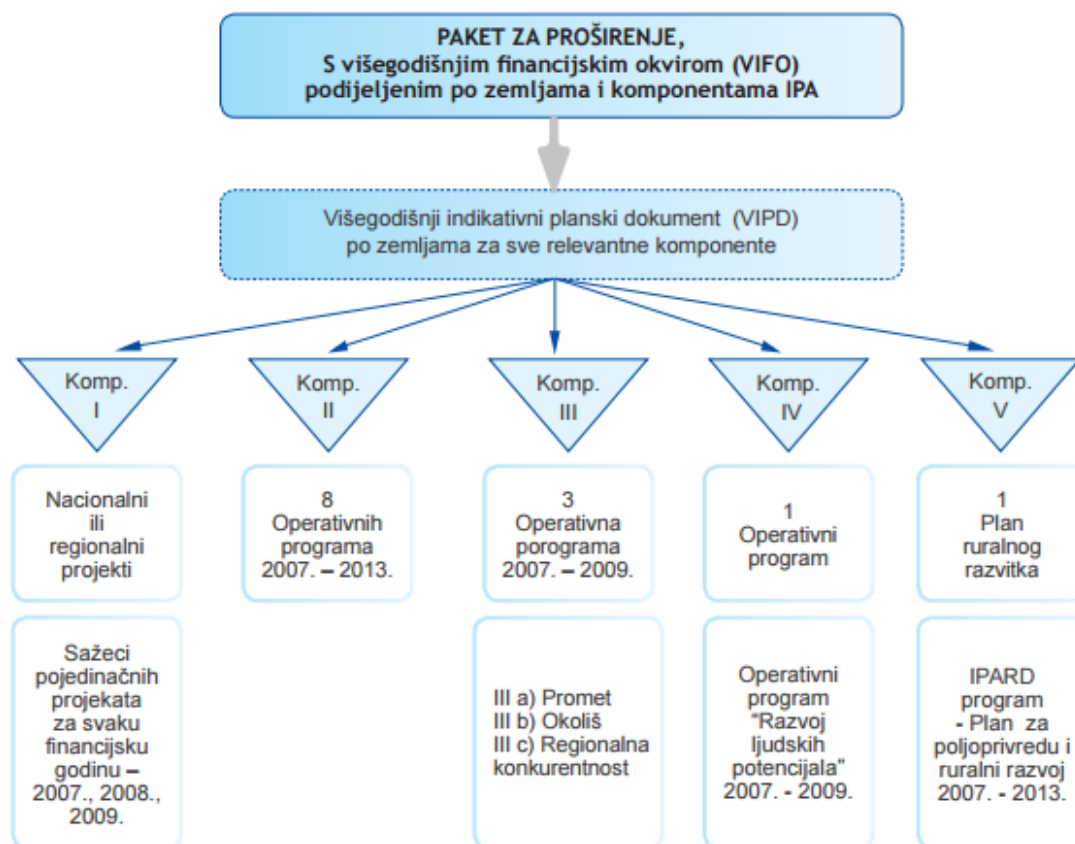 PAKET ZA PROŠIRENJE,
S višegodišnjim financijskim okvirom (VIFO)
podijeljenim po zemljama i komponentama IPA
Višegodišnji indikativni planski dokument (VIPD)
po zemljama za sve relevantne komponente
Komp.
I
Komp.
II
Komp.
III
Komp.
IV
Komp.
V
Nacionalni
ili
regionalni
projekti
8
Operativnih
programa
2007. – 2013.
3
Operativna
porograma
2007. – 2009.
1
Operativni
program
1
Plan
ruralnog
razvitka
Sažeci
pojedinačnih
projekata
za svaku
financijsku
godinu –
2007., 2008.,
2009.
III a) Promet
III b) Okoliš
III c) Regionalna
konkurentnost
Operativni
program
"Razvoj
ljudskih
potencijala"
2007. - 2009.
IPARD
program
- Plan za
poljoprivredu i
ruralni razvoj
2007. - 2013.